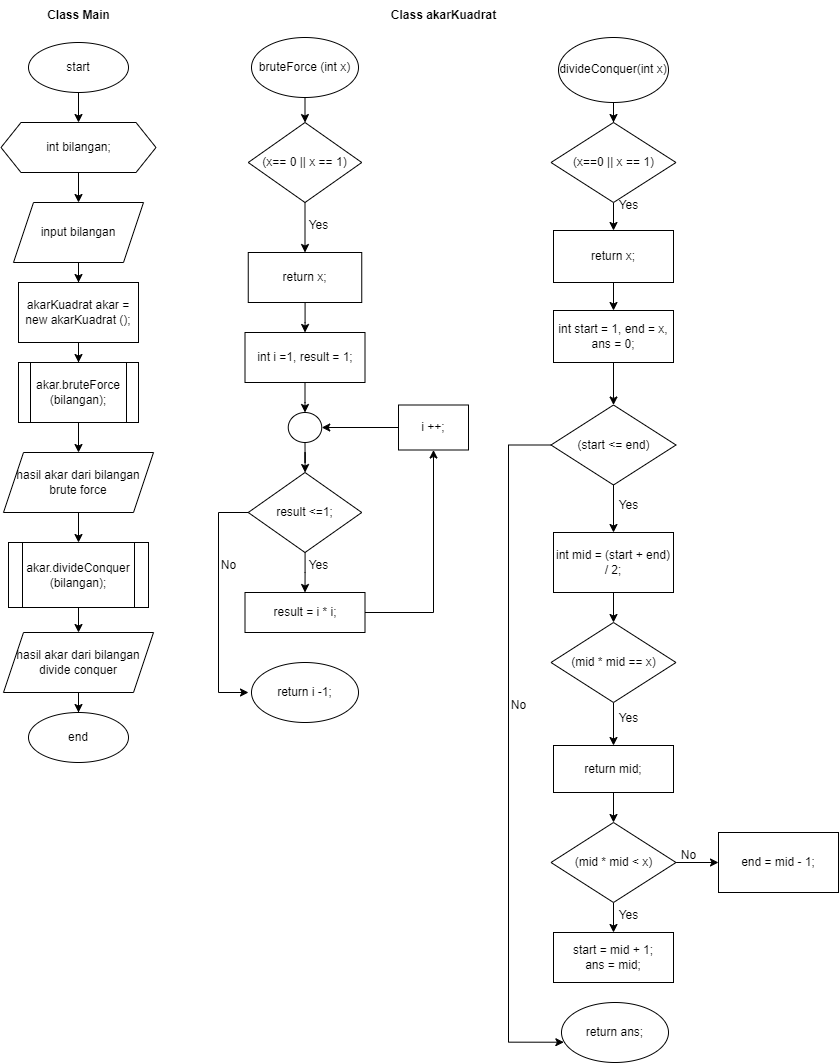 Class Main
start
int bilangan;
input bilangan
akarKuadrat akar =
new akarKuadrat ();
akar.bruteForce
(bilangan);
hasil akar dari bilangan
brute force
akar.divideConquer
(bilangan);
hasil akar dari bilangan
divide conquer
end
Class akarKuadrat
bruteForce (int x)
(x== 0 || x == 1)
Yes
return x;
int i =1, result = 1;
i ++;
result <=1;
No
Yes
result = i * i;
return i -1;
divideConquer(int x)
(x==0 || x == 1)
Yes
return x;
int start = 1, end = x,
ans = 0;
(start <= end)
Yes
int mid = (start + end)
/ 2;
(mid * mid == x)
No
Yes
return mid;
(mid * mid < x)
No
end = mid - 1;
Yes
start = mid + 1;
ans = mid;
return ans;